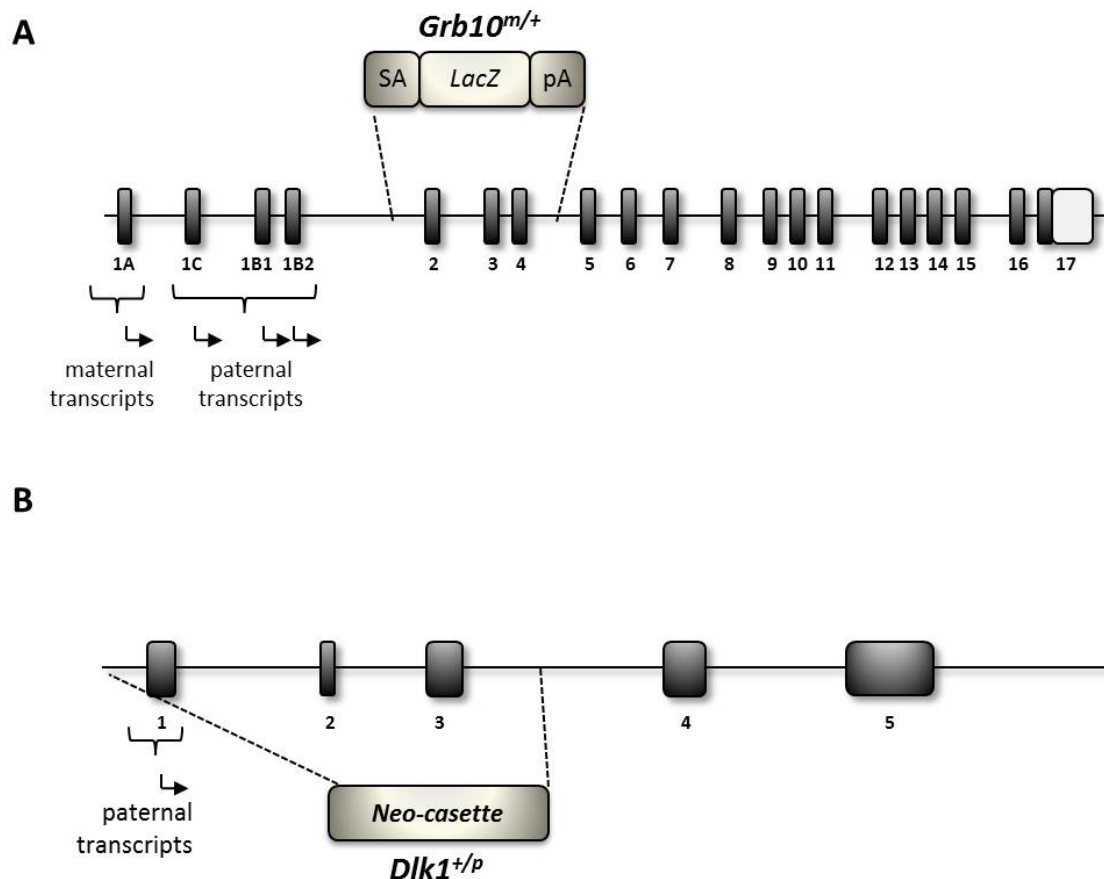 A
Grb10m/+
SA LacZ pA
1A 1C 1B1 1B2 2 3 4 5 6 7 8 9 10 11 12 13 14 15 16 17
maternal paternal
transcripts transcripts
B
1 2 3 4 5
paternal
transcripts
Neo-casette
Dlk1+/p